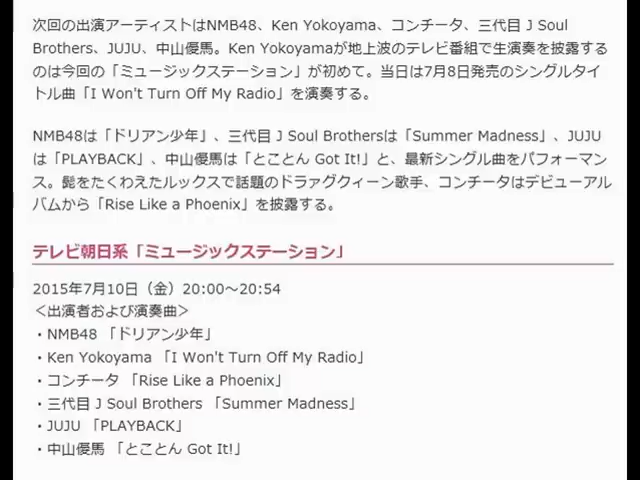 次回の出演アーティストはNMB48、Ken Yokoyama、コンチータ、三代目 J Soul
Brothers、JUJU、中山優馬。Ken Yokoyamaが地上波のテレビ番組で生演奏を披露する
のは今回の「ミュージックステーション」が初めて。当日は7月8日発売のシングルタイ
トル曲「I Won't Turn Off My Radio」を演奏する。
NMB48は「ドリアン少年」、三代目 J Soul Brothersは「Summer Madness」、JUJU
は「PLAYBACK」、中山優馬は「とことん Got It!」と、最新シングル曲をパフォーマン
ス。髭をたくわえたルックスで話題のドラァグクィーン歌手、コンチータはデビューアル
バムから「Rise Like a Phoenix」を披露する。
テレビ朝日系「ミュージックステーション」
2015年7月10日（金）20:00～20:54
＜出演者および演奏曲＞
・NMB48 「ドリアン少年」
・Ken Yokoyama 「I Won't Turn Off My Radio」
・コンチータ 「Rise Like a Phoenix」
・三代目 J Soul Brothers 「Summer Madness」
・JUJU 「PLAYBACK」
・中山優馬 「とことん Got It!」